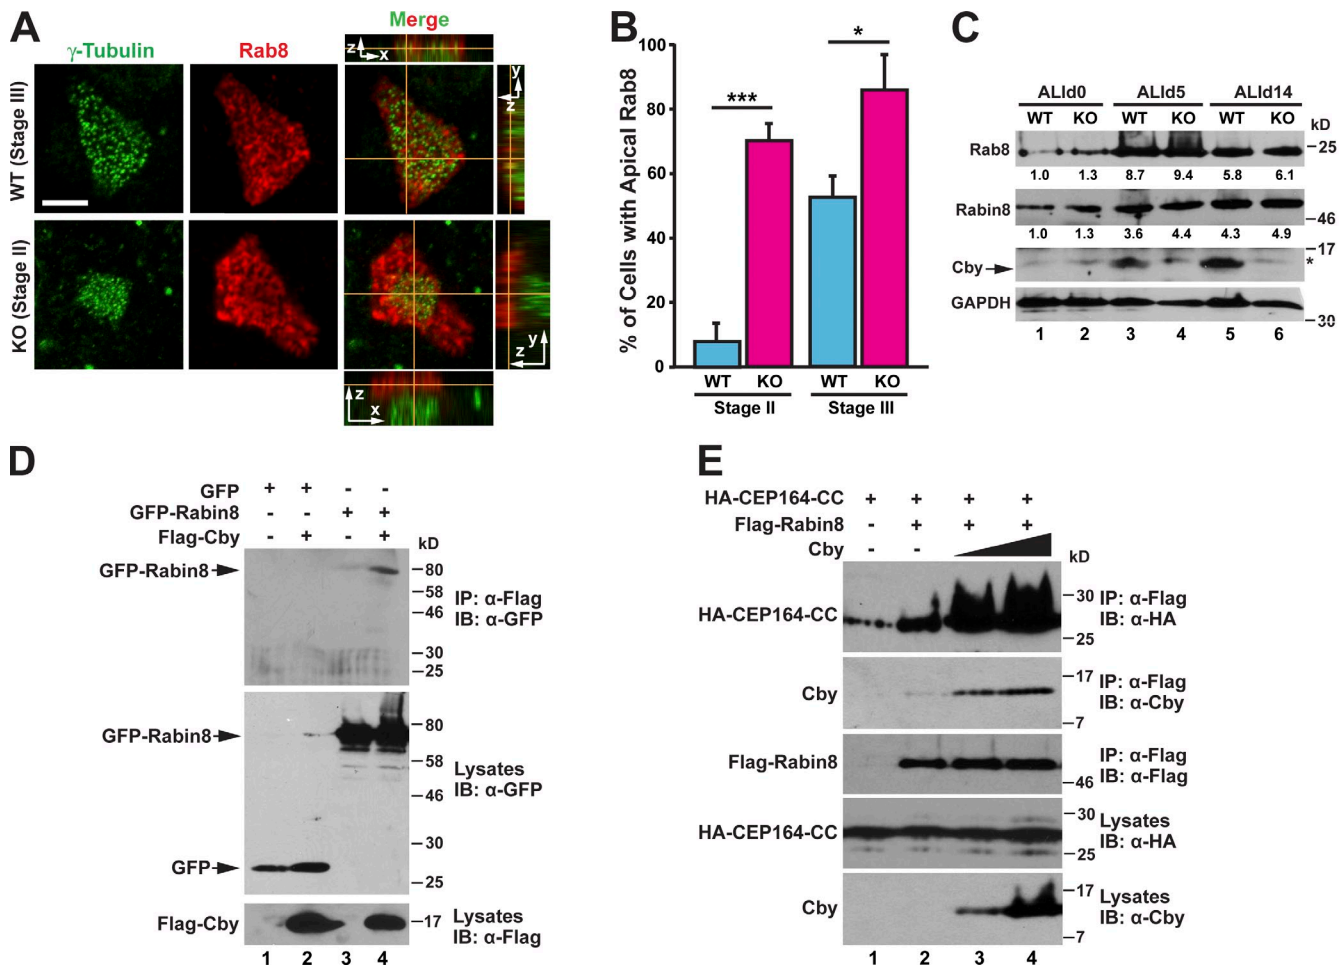 A
γ-Tubulin
Rab8
Merge
WT (Stage III)
KO (Stage II)
z
x
y
z
y
z
z
x
B
% of Cells with Apical Rab8
100
80
60
40
20
0
***
*
WT KO WT KO
Stage II Stage III
C
ALId0 ALId5 ALId14
WT KO WT KO WT KO
kD
Rab8
25
1.0 1.3 8.7 9.4 5.8 6.1
Rabin8
46
1.0 1.3 3.6 4.4 4.3 4.9
17
Cby
*
GAPDH
30
1 2 3 4 5 6
D
GFP + + - -
GFP-Rabin8 - - + +
Flag-Cby - + - +
kD
GFP-Rabin8
80
58
46
30
25
IP: α-Flag
IB: α-GFP
GFP-Rabin8
GFP
80
58
46
30
25
Lysates
IB: α-GFP
Flag-Cby
17
Lysates
IB: α-Flag
1 2 3 4
E
HA-CEP164-CC + + + +
Flag-Rabin8 - + + +
Cby - -
kD
HA-CEP164-CC
30
25
IP: α-Flag
IB: α-HA
Cby
17
7
IP: α-Flag
IB: α-Cby
Flag-Rabin8
46
IP: α-Flag
IB: α-Flag
HA-CEP164-CC
30
25
Lysates
IB: α-HA
Cby
17
7
Lysates
IB: α-Cby
1 2 3 4